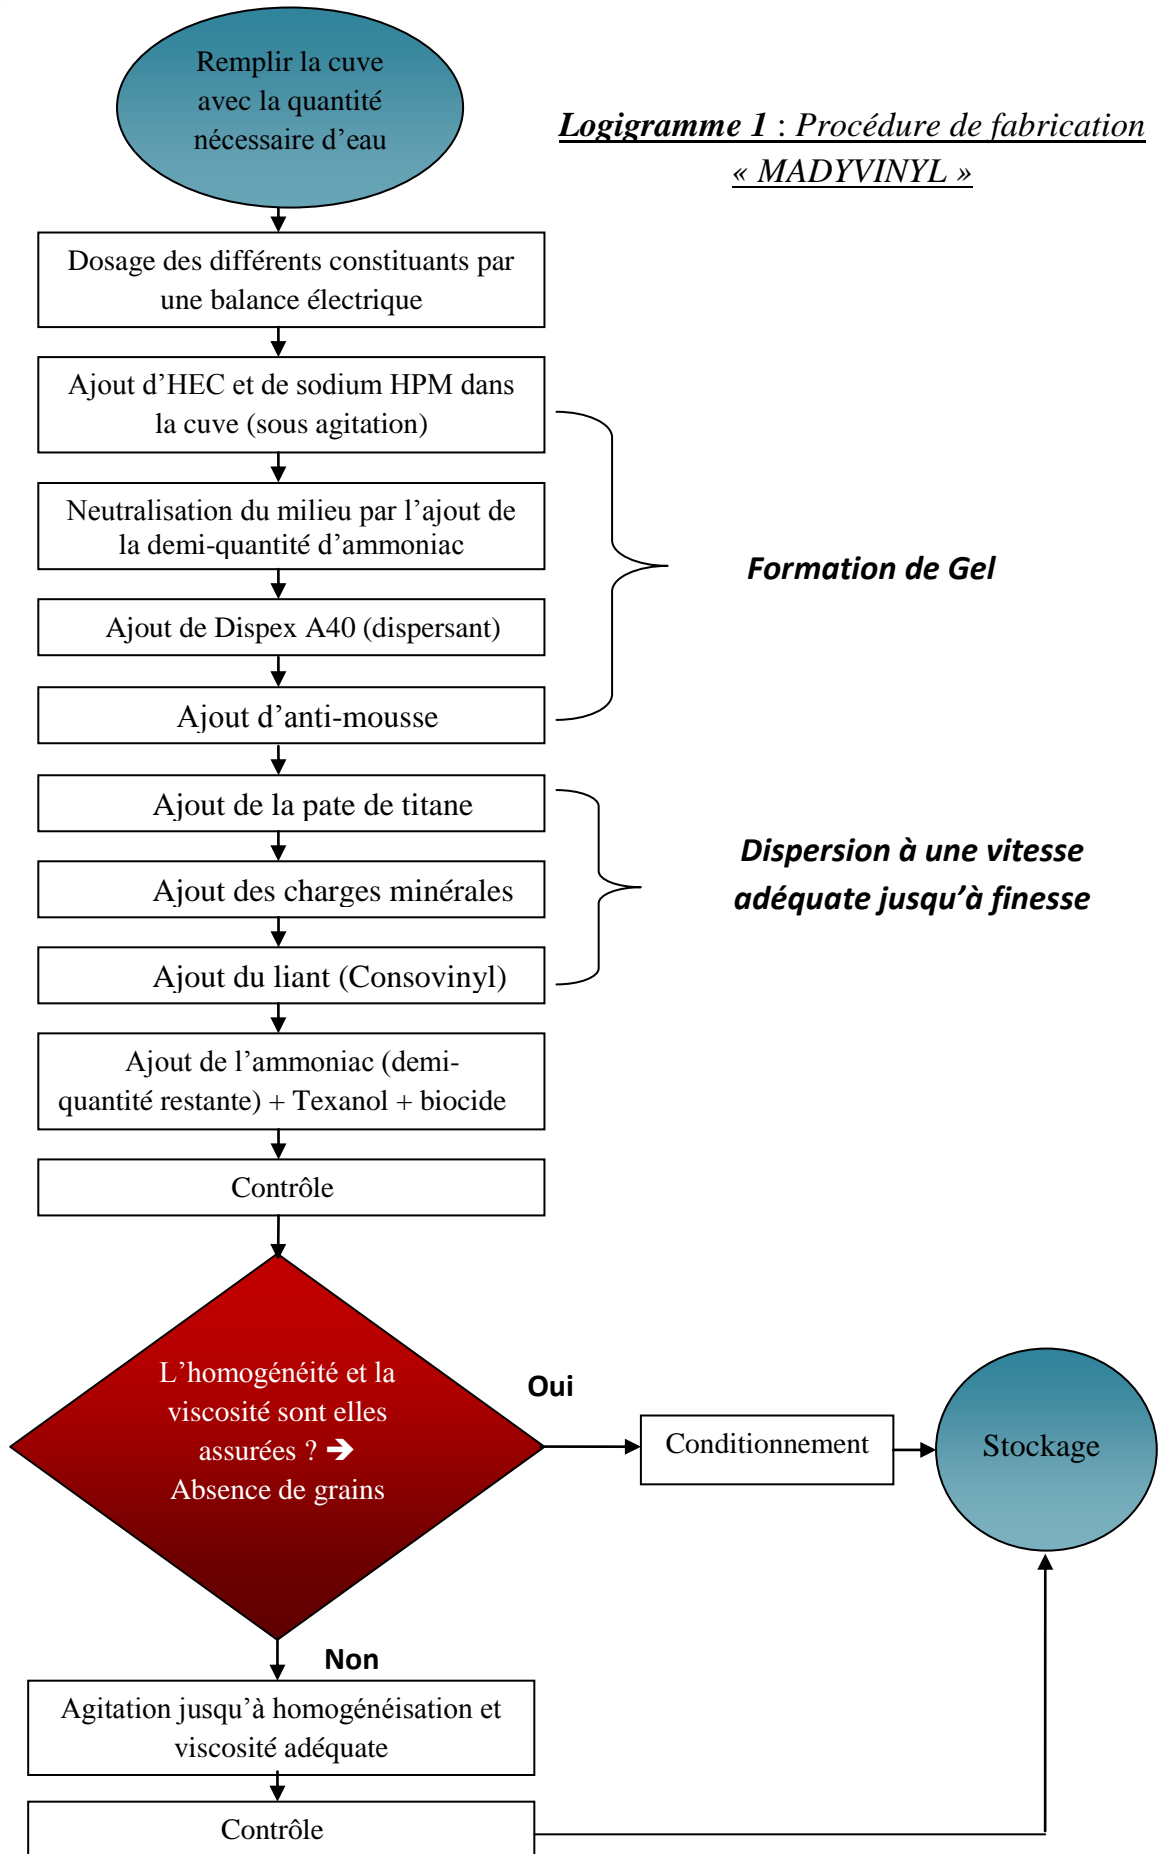 Remplir la cuve
avec la quantité
nécessaire d’eau
Logigramme 1 : Procédure de fabrication
« MADYVINYL »
Dosage des différents constituants par
une balance électrique
Ajout d’HEC et de sodium HPM dans
la cuve (sous agitation)
Neutralisation du milieu par l’ajout de
la demi-quantité d’ammoniac
Ajout de Dispex A40 (dispersant)
Ajout d’anti-mousse
Formation de Gel
Ajout de la pate de titane
Ajout des charges minérales
Ajout du liant (Consovinyl)
Dispersion à une vitesse
adéquate jusqu’à finesse
Ajout de l’ammoniac (demi-
quantité restante) + Texanol + biocide
Contrôle
L’homogénéité et la
viscosité sont elles
assurées ? ➔
Absence de grains
Oui
Conditionnement
Stockage
Non
Agitation jusqu’à homogénéisation et
viscosité adéquate
Contrôle